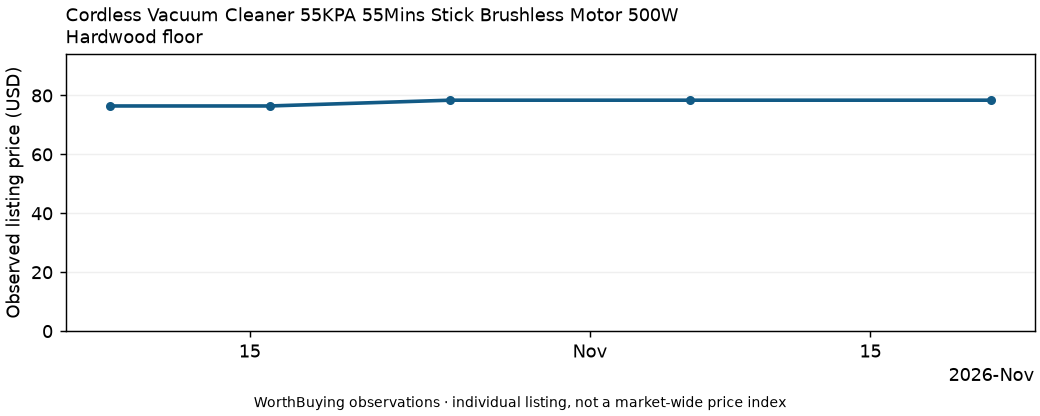 Cordless Vacuum Cleaner 55KPA 55Mins Stick Brushless Motor 500W
Hardwood floor
Observed listing price (USD)
80
60
40
20
0
15
Nov
15
2026-Nov
WorthBuying observations · individual listing, not a market-wide price index